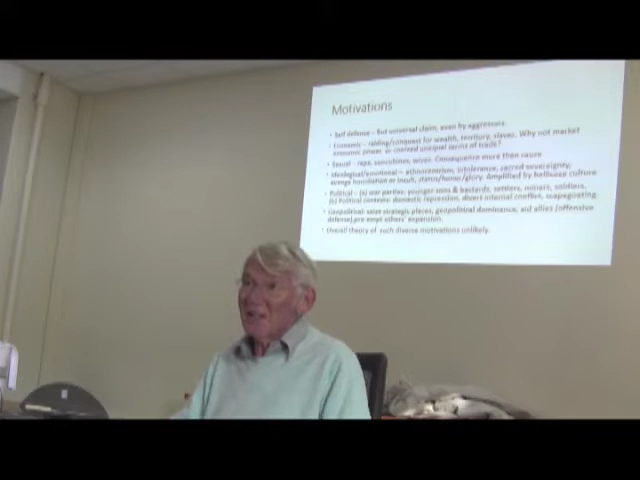 Motivations
• Self defense – but universal claim, even by aggressors.
• Economic – raiding/conquest for wealth, territory, slaves. Why not market
economic power or coerced unequal terms of trade?
• Sexual – rape, concubines, wives. Consequence more than cause
• Ideological/emotional – ethnocentrism, intolerance, sacred sovereignty,
avenge humiliation or insult, status/honor/glory. Amplified by bellicose culture
• Political – (a) war parties: younger sons & bastards, settlers, miners, soldiers.
(b) Political contexts: domestic repression, divert internal conflict, scapegoating.
• Geopolitical: seize strategic places, geopolitical dominance, aid allies (offensive
defense) pre-empt others' expansion.
• Overall theory of such diverse motivations unlikely.